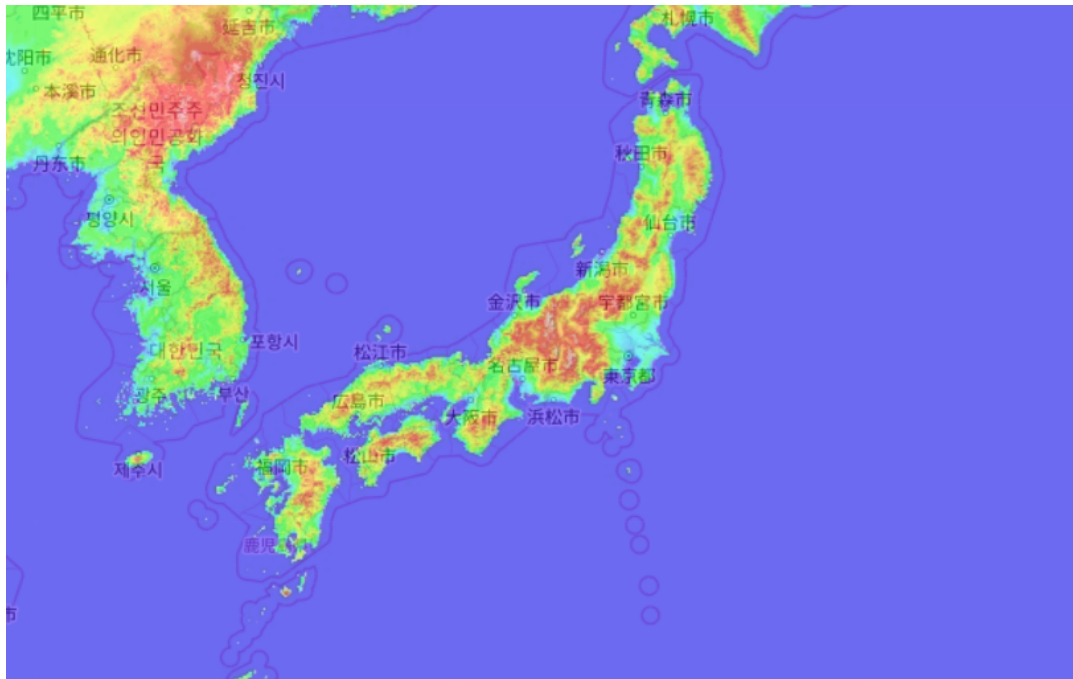 四平市
札幌市
延吉市
沈阳市
通化市
청진시
本溪市
青森市
조선민주주
의인민공화
국
丹东市
秋田市
평양시
仙台市
新潟市
서울
金沢市
宇都宮市
포항시
대한민국
松江市
名古屋市
東京都
광주
부산
広島市
大阪市
浜松市
松山市
福岡市
제주시
鹿児
市